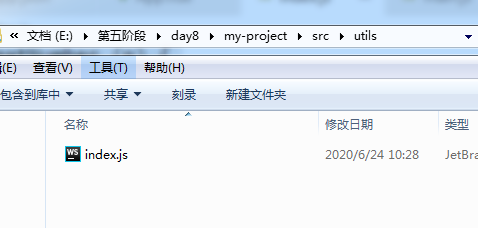 文档 (E:) 第五阶段 day8 my-project src utils
(E) 查看(V) 工具(T) 帮助(H)
包含到库中 共享 刻录 新建文件夹
名称 修改日期 类型
WS index.js 2020/6/24 10:28 JetBra